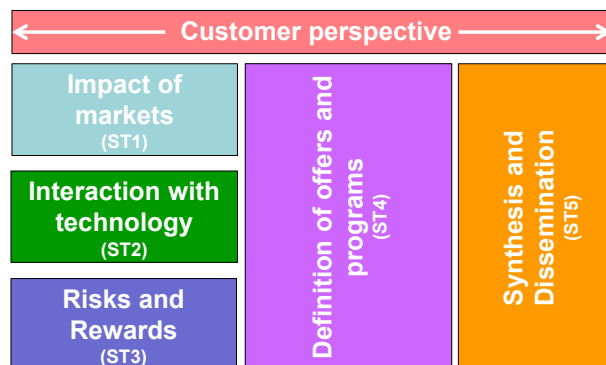 Customer perspective
Impact of
markets
(ST1)
Interaction with
technology
(ST2)
Risks and
Rewards
(ST3)
Definition of offers and
programs
(ST4)
Synthesis and
Dissemination
(ST5)